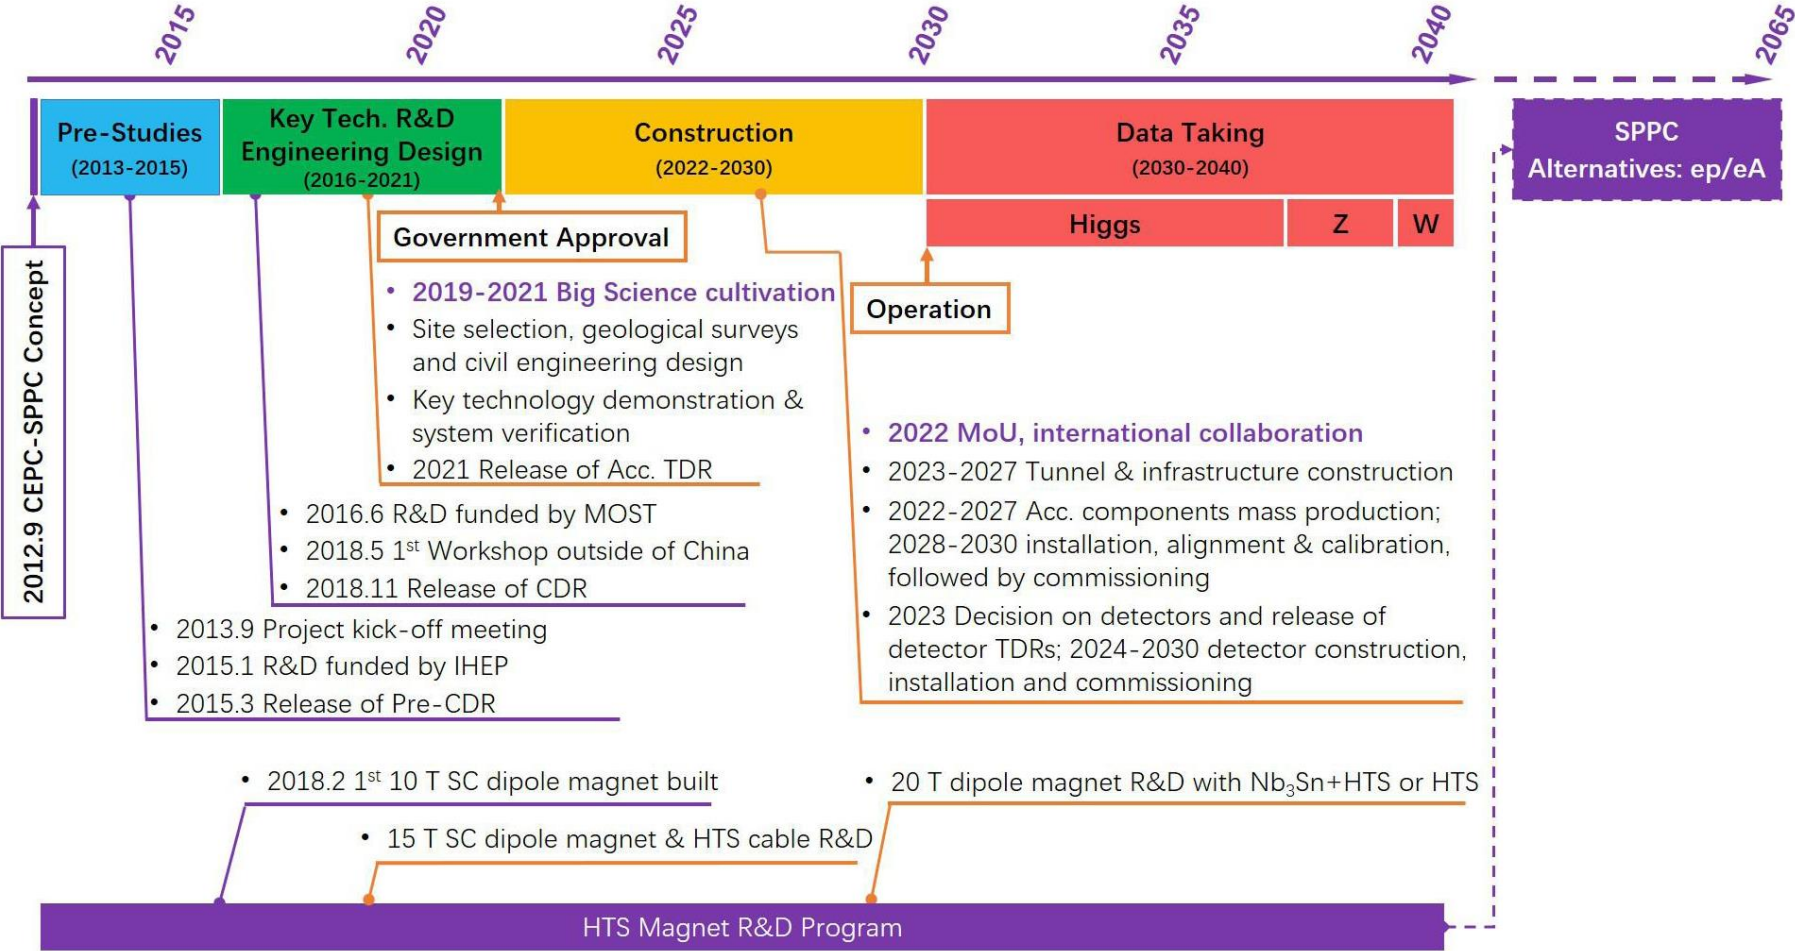 2015
2020
2025
2030
2035
2040
2065
Pre-Studies
(2013-2015)
Key Tech. R&D
Engineering Design
(2016-2021)
Construction
(2022-2030)
Data Taking
(2030-2040)
SPPC
Alternatives: ep/eA
Higgs
Z
W
2012.9 CEPC-SPPC Concept
Government Approval
Operation
• 2019-2021 Big Science cultivation
• Site selection, geological surveys
and civil engineering design
• Key technology demonstration &
system verification
• 2021 Release of Acc. TDR
• 2016.6 R&D funded by MOST
• 2018.5 1st Workshop outside of China
• 2018.11 Release of CDR
• 2013.9 Project kick-off meeting
• 2015.1 R&D funded by IHEP
• 2015.3 Release of Pre-CDR
• 2022 MoU, international collaboration
• 2023-2027 Tunnel & infrastructure construction
• 2022-2027 Acc. components mass production;
2028-2030 installation, alignment & calibration,
followed by commissioning
• 2023 Decision on detectors and release of
detector TDRs; 2024-2030 detector construction,
installation and commissioning
• 2018.2 1st 10 T SC dipole magnet built
• 15 T SC dipole magnet & HTS cable R&D
• 20 T dipole magnet R&D with Nb₃Sn+HTS or HTS
HTS Magnet R&D Program